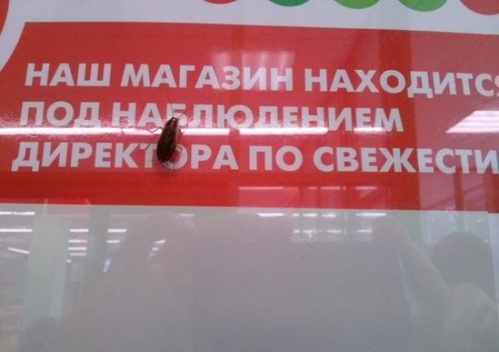 НАШ МАГАЗИН НАХОДИТСЯ
ПОД НАБЛЮДЕНИЕМ
ДИРЕКТОРА ПО СВЕЖЕСТИ